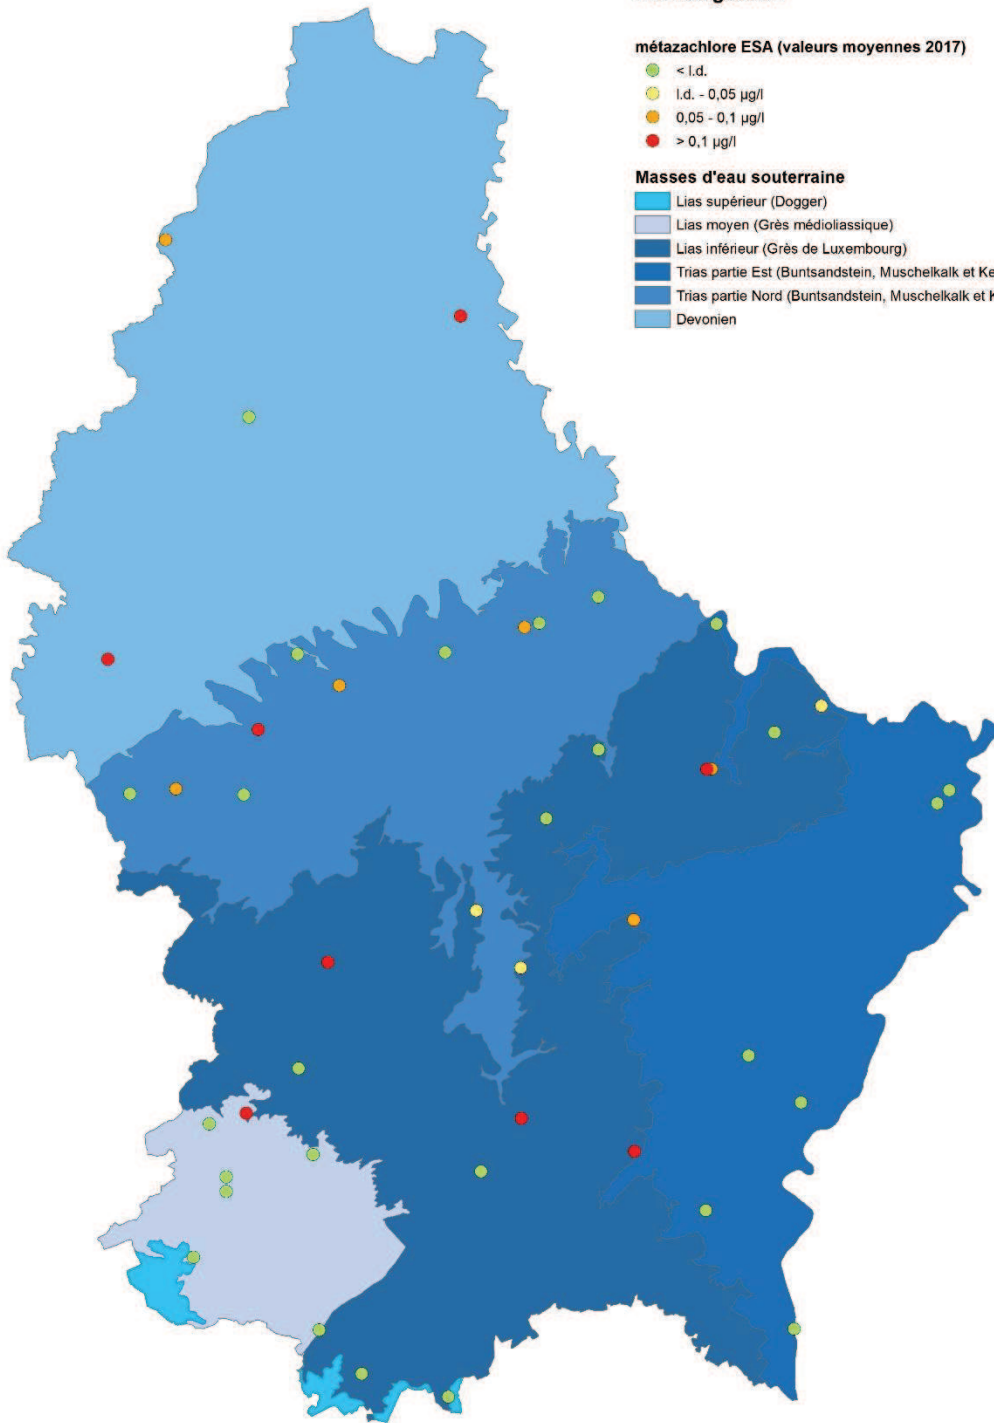 métazachlore ESA (valeurs moyennes 2017)
< l.d.
l.d. - 0,05 µg/l
0,05 - 0,1 µg/l
> 0,1 µg/l
Masses d'eau souterraine
Lias supérieur (Dogger)
Lias moyen (Grès médioliassique)
Lias inférieur (Grès de Luxembourg)
Trias partie Est (Buntsandstein, Muschelkalk et Ke
Trias partie Nord (Buntsandstein, Muschelkalk et K
Devonien